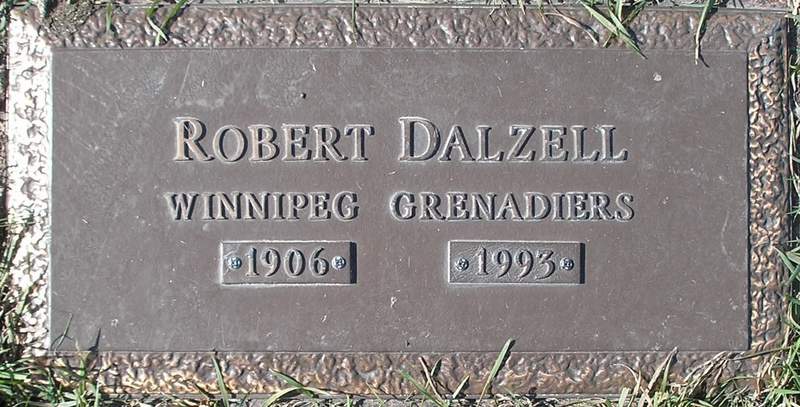 ROBERT DALZELL
WINNIPEG GRENADIERS
1906 1993